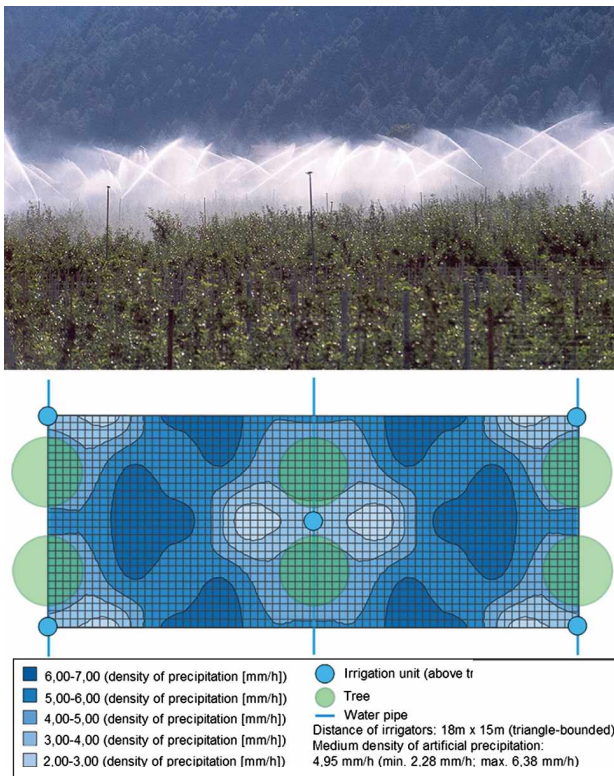 6,00-7,00 (density of precipitation [mm/h])
5,00-6,00 (density of precipitation [mm/h])
4,00-5,00 (density of precipitation [mm/h])
3,00-4,00 (density of precipitation [mm/h])
2,00-3,00 (density of precipitation [mm/h])
Irrigation unit (above
Tree
Water pipe
Distance of irrigators: 18m x 15m (triangle-bounded)
Medium density of artificial precipitation:
4,95 mm/h (min. 2,28 mm/h; max. 6,38 mm/h)